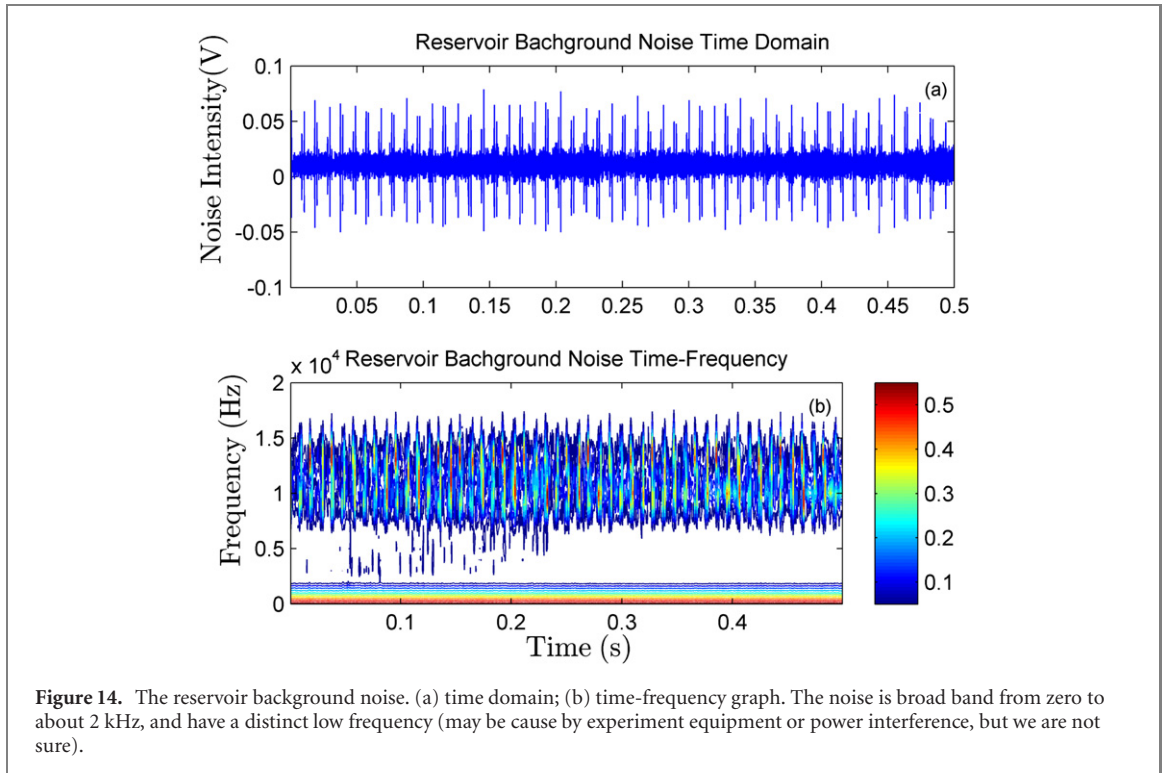 Reservoir Bachground Noise Time Domain
Noise Intensity(V)
0.1
0.05
0
-0.05
-0.1
(a)
0.05 0.1 0.15 0.2 0.25 0.3 0.35 0.4 0.45 0.5
x 10^4 Reservoir Bachground Noise Time-Frequency
Frequency (Hz)
2
1.5
1
0.5
0
(b)
0.1 0.2 0.3 0.4
Time (s)
0.5
0.4
0.3
0.2
0.1
Figure 14. The reservoir background noise. (a) time domain; (b) time-frequency graph. The noise is broad band from zero to
about 2 kHz, and have a distinct low frequency (may be cause by experiment equipment or power interference, but we are not
sure).